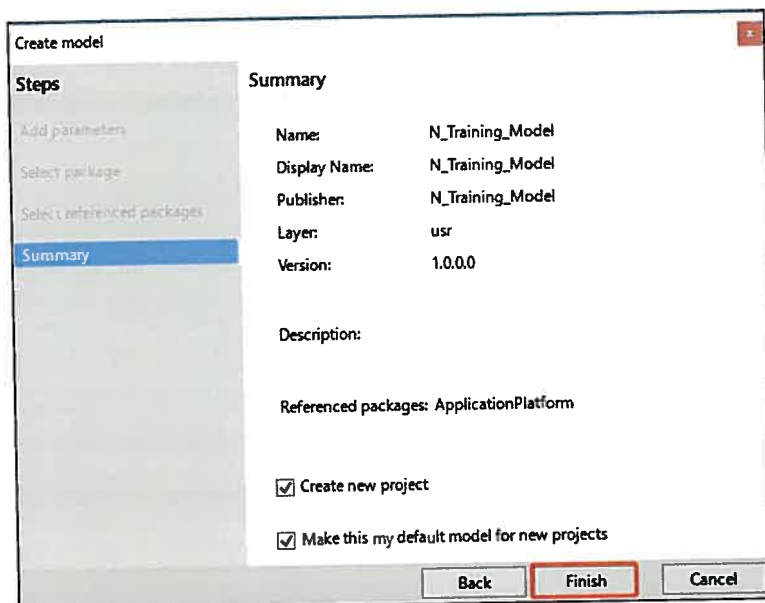 Create model
x
Steps
Add parameters
Select package
Select referenced packages
Summary
Summary
Name: N_Training_Model
Display Name: N_Training_Model
Publisher: N_Training_Model
Layer: usr
Version: 1.0.0.0
Description:
Referenced packages: ApplicationPlatform
Create new project
Make this my default model for new projects
Back Finish Cancel